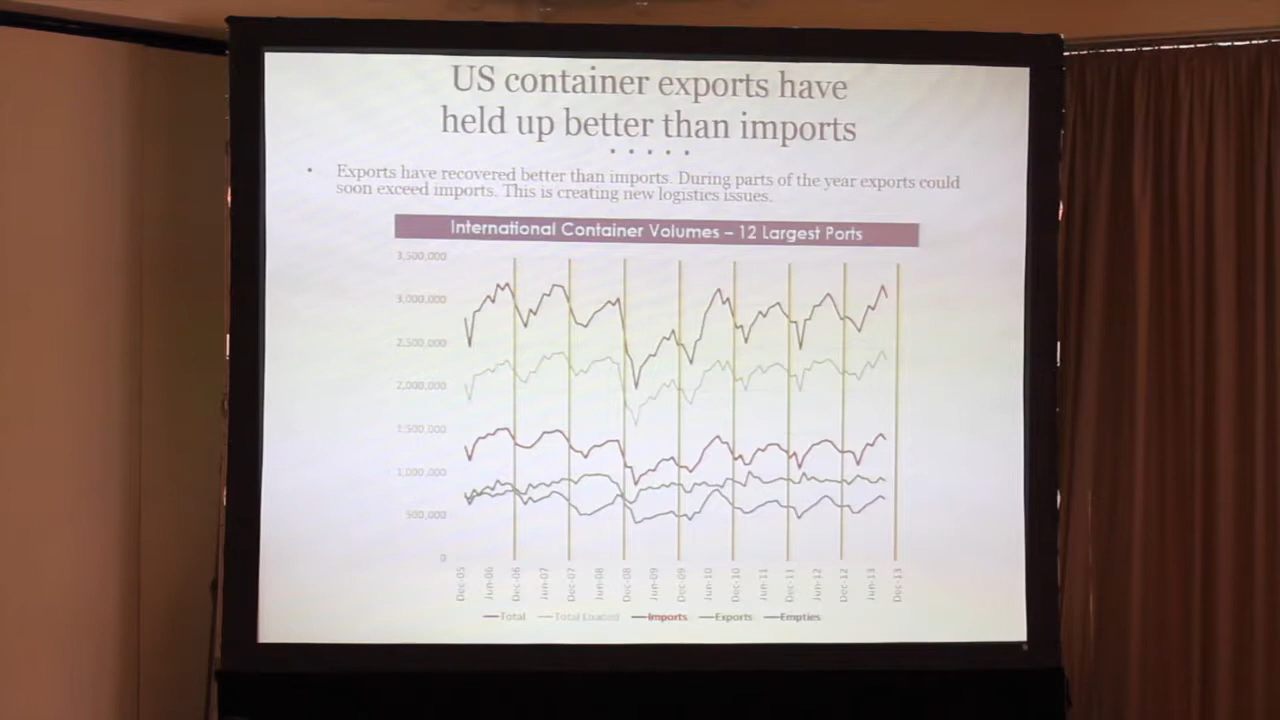 US container exports have
held up better than imports
• Exports have recovered better than imports. During parts of the year exports could
soon exceed imports. This is creating new logistics issues.
International Container Volumes – 12 Largest Ports
3,500,000
3,000,000
2,500,000
2,000,000
1,500,000
1,000,000
500,000
0
Dec-05 Jun-06 Dec-06 Jun-07 Dec-07 Jun-08 Dec-08 Jun-09 Dec-09 Jun-10 Dec-10 Jun-11 Dec-11 Jun-12 Dec-12 Jun-13 Dec-13
Total Total Loaded Imports Exports Empties